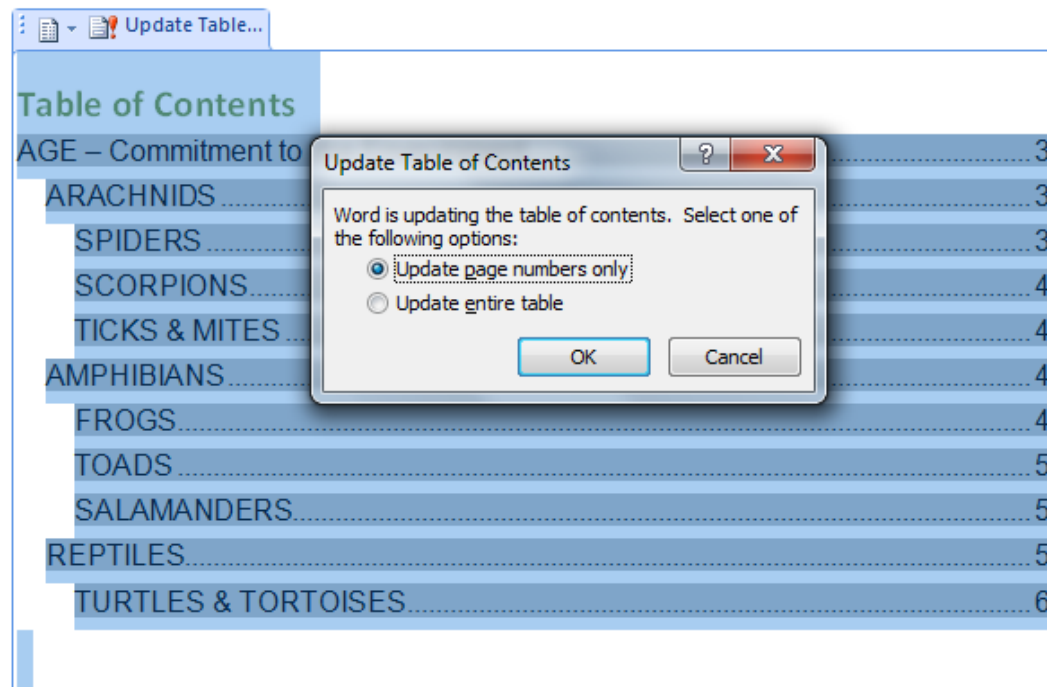 Update Table...
Table of Contents
AGE – Commitment to ........ 3
ARACHNIDS ........ 3
SPIDERS ........ 3
SCORPIONS ........ 4
TICKS & MITES ........ 4
AMPHIBIANS ........ 4
FROGS ........ 4
TOADS ........ 5
SALAMANDERS ........ 5
REPTILES ........ 5
TURTLES & TORTOISES ........ 6
Update Table of Contents
Word is updating the table of contents. Select one of
the following options:
Update page numbers only
Update entire table
OK Cancel